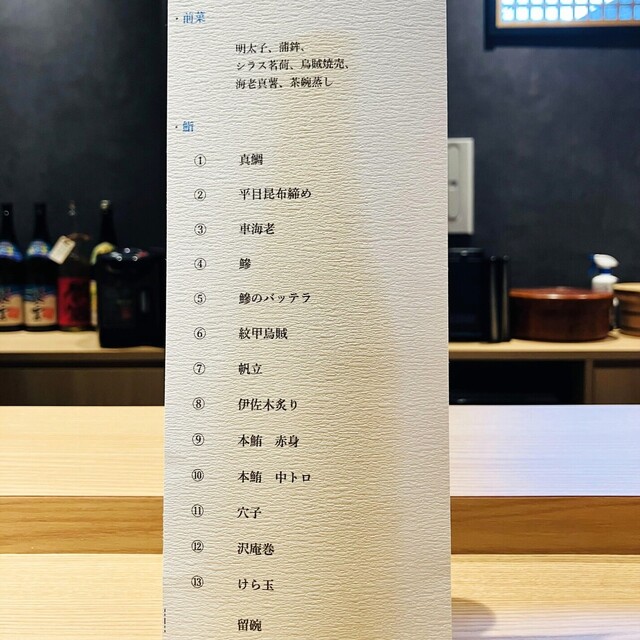 ・前菜
明太子、蒲鉾、
シラス茗荷、烏賊焼売、
海老真薯、茶碗蒸し
・鮨
① 真鯛
② 平目昆布締め
③ 車海老
④ 鯵
⑤ 鯵のバッテラ
⑥ 紋甲烏賊
⑦ 帆立
⑧ 伊佐木炙り
⑨ 本鮪 赤身
⑩ 本鮪 中トロ
⑪ 穴子
⑫ 沢庵巻
⑬ けら玉
留碗